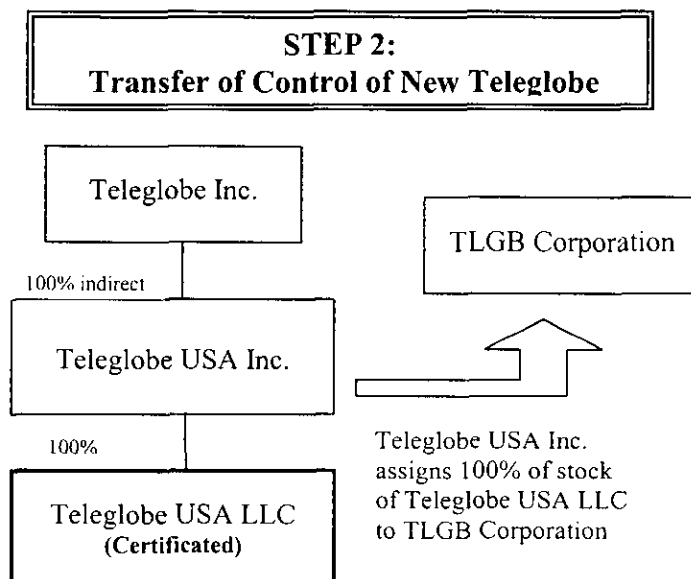 STEP 2:
Transfer of Control of New Teleglobe
Teleglobe Inc.
TLGB Corporation
100% indirect
Teleglobe USA Inc.
100%
Teleglobe USA LLC
(Certificated)
Teleglobe USA Inc.
assigns 100% of stock
of Teleglobe USA LLC
to TLGB Corporation